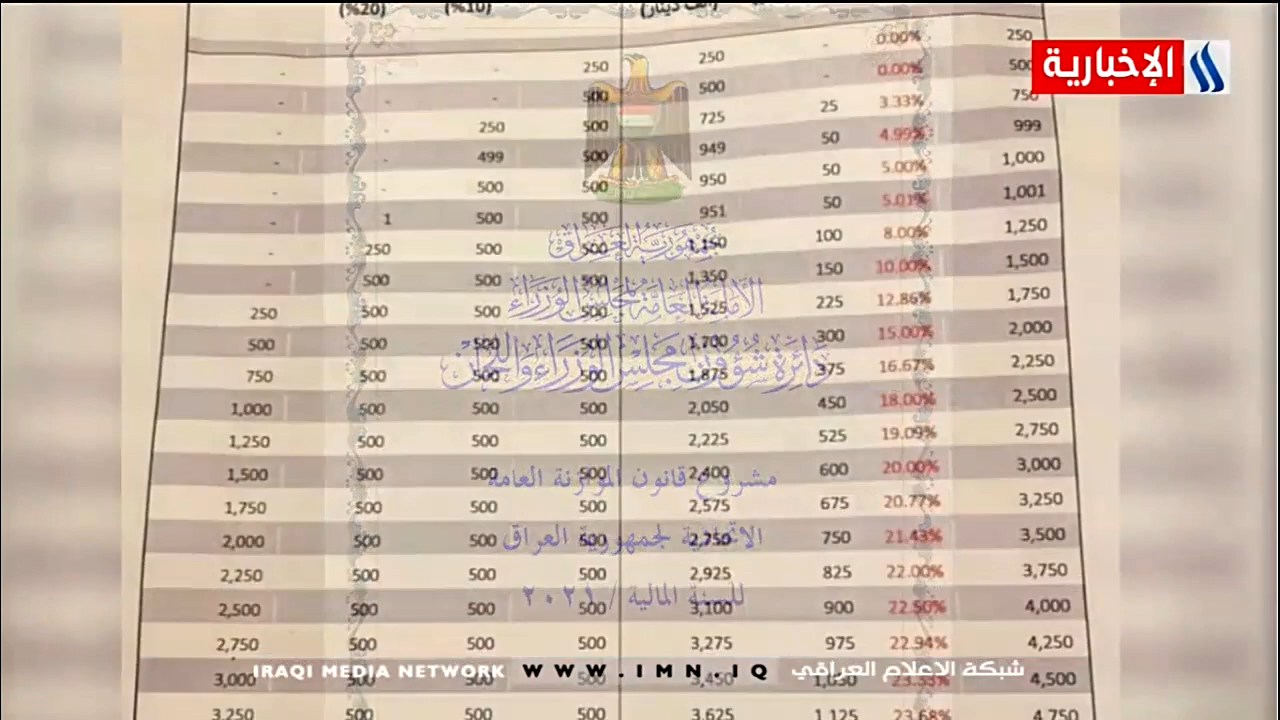 (ألف دينار) (10%) (20%)
الإخبارية
250 0.00% - 250 250 - - -
500 0.00% - 500 500 - - -
750 3.33% 25 725 500 250 - -
999 4.99% 50 949 500 499 - -
1,000 5.00% 50 950 500 500 - -
1,001 5.01% 50 951 500 500 1 -
1,250 8.00% 100 1,150 500 500 250 -
1,500 10.00% 150 1,350 500 500 500 -
1,750 12.86% 225 1,525 500 500 500 250
2,000 15.00% 300 1,700 500 500 500 500
2,250 16.67% 375 1,875 500 500 500 750
2,500 18.00% 450 2,050 500 500 500 1,000
2,750 19.09% 525 2,225 500 500 500 1,250
3,000 20.00% 600 2,400 500 500 500 1,500
3,250 20.77% 675 2,575 500 500 500 1,750
3,500 21.43% 750 2,750 500 500 500 2,000
3,750 22.00% 825 2,925 500 500 500 2,250
4,000 22.50% 900 3,100 500 500 500 2,500
4,250 22.94% 975 3,275 500 500 500 2,750
4,500 23.33% 1,050 3,450 500 500 500 3,000
4,750 23.68% 1,125 3,625 500 500 500 3,250
جمهورية العراق
الأمانة العامة لمجلس الوزراء
دائرة شؤون مجلس الوزراء واللجان
مشروع قانون الموازنة العامة
الاتحادية لجمهورية العراق
للسنة المالية / ٢٠٢١
IRAQI MEDIA NETWORK WWW.IMN.IQ شبكة الاعلام العراقي